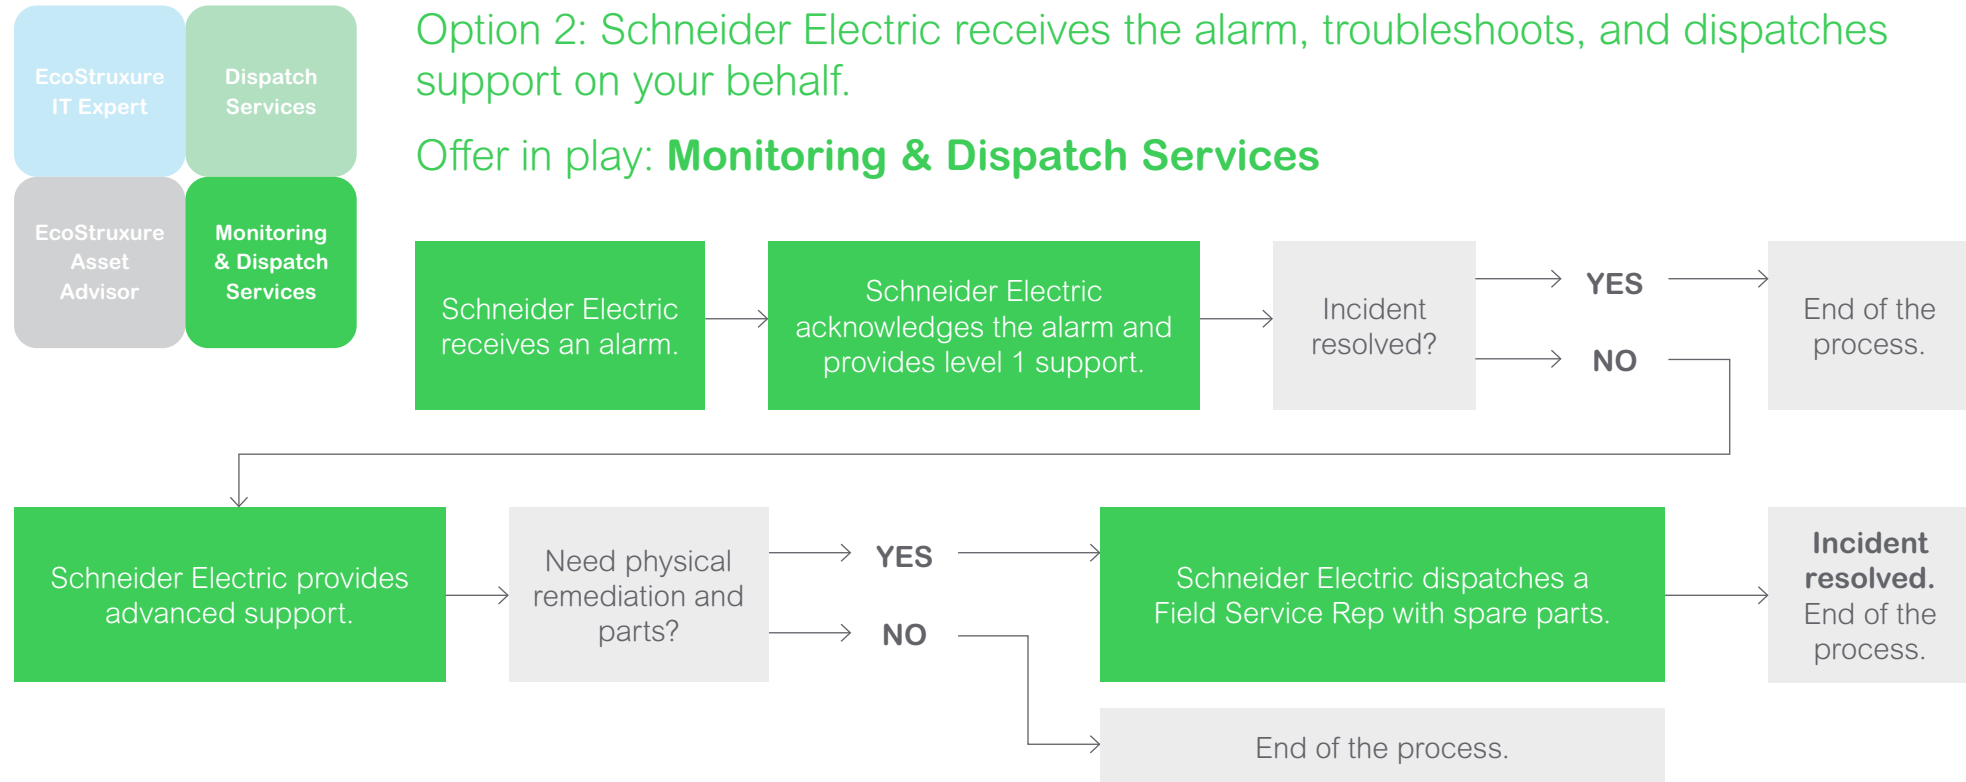 Option 2: Schneider Electric receives the alarm, troubleshoots, and dispatches
support on your behalf.
Offer in play: Monitoring & Dispatch Services
EcoStruxure
IT Expert
Dispatch
Services
EcoStruxure
Asset
Advisor
Monitoring
& Dispatch
Services
Schneider Electric
receives an alarm.
Schneider Electric
acknowledges the alarm and
provides level 1 support.
Incident
resolved?
YES
NO
End of the
process.
Schneider Electric provides
advanced support.
Need physical
remediation and
parts?
YES
NO
Schneider Electric dispatches a
Field Service Rep with spare parts.
Incident
resolved.
End of the
process.
End of the process.